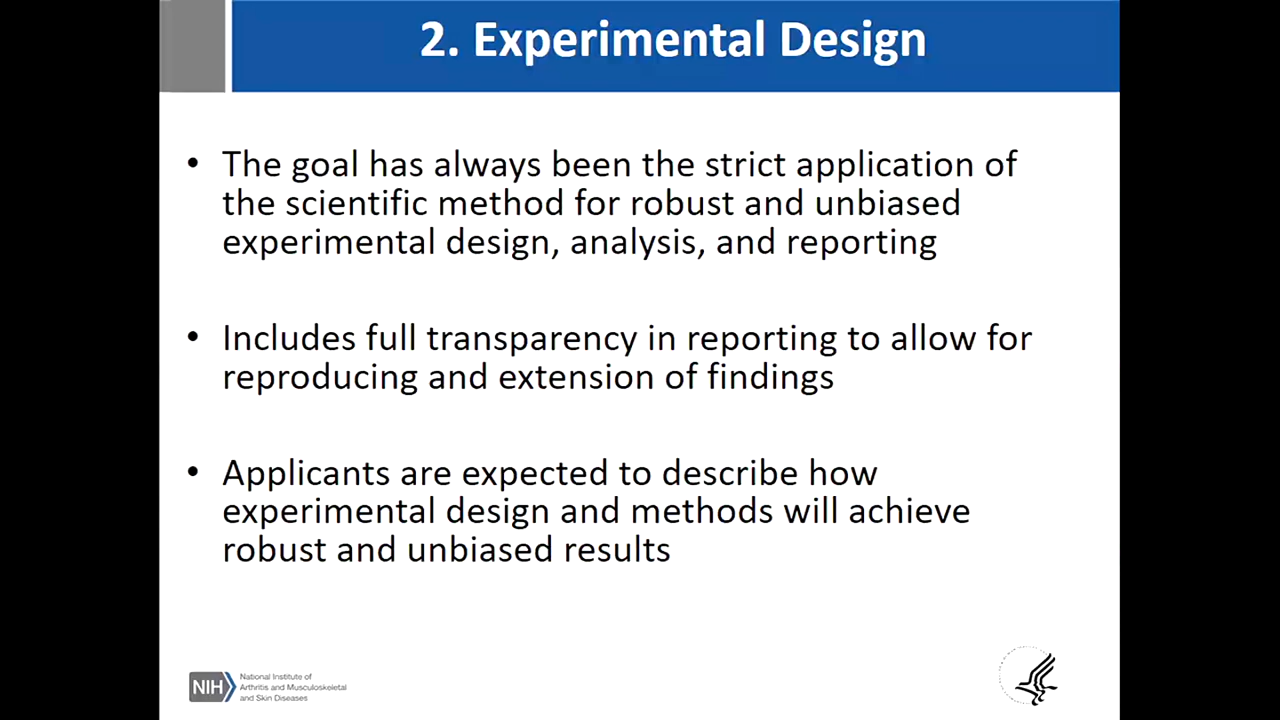 2. Experimental Design
• The goal has always been the strict application of
the scientific method for robust and unbiased
experimental design, analysis, and reporting
• Includes full transparency in reporting to allow for
reproducing and extension of findings
• Applicants are expected to describe how
experimental design and methods will achieve
robust and unbiased results
NIH
National Institute of
Arthritis and Musculoskeletal
and Skin Diseases